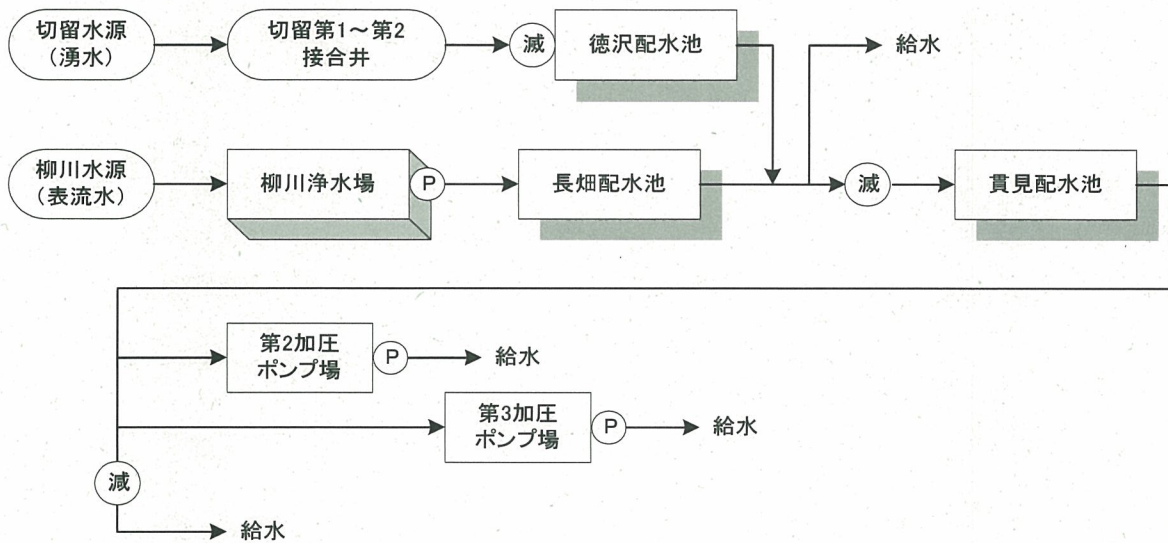 切留水源
（湧水）
切留第1～第2
接合井
滅
徳沢配水池
給水
柳川水源
（表流水）
柳川浄水場
P
長畑配水池
滅
貫見配水池
第2加圧
ポンプ場
P
給水
第3加圧
ポンプ場
P
給水
減
給水